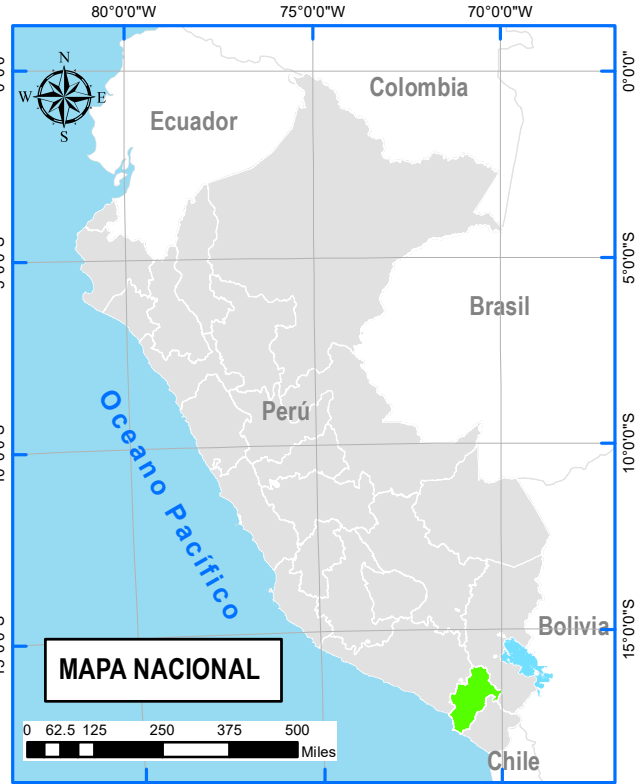 80°0'0"W 75°0'0"W 70°0'0"W
N
W E
S
0°0'0"
Colombia
Ecuador
5°0'0"S
Brasil
Perú
Oceano Pacífico
10°0'0"S
15°0'0"S
Bolivia
MAPA NACIONAL
0 62.5 125 250 375 500
Miles
Chile